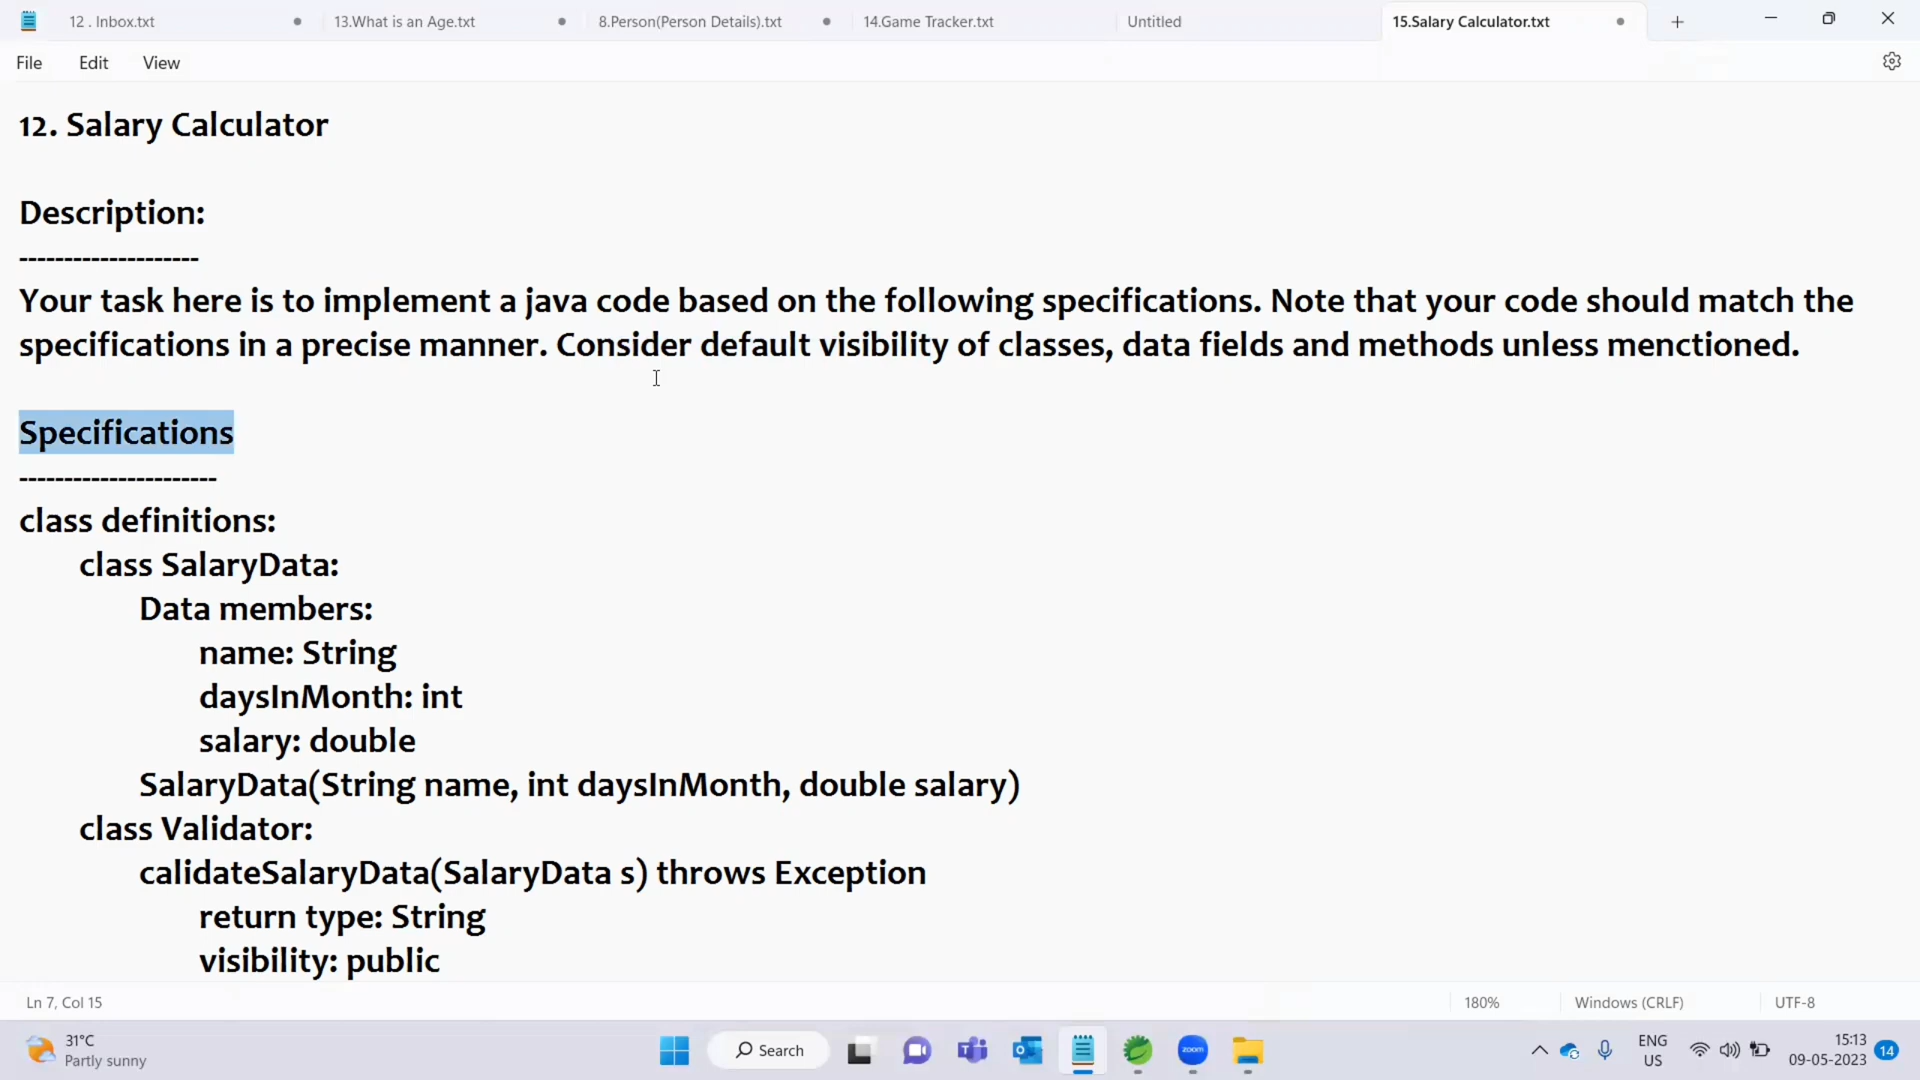 12 . Inbox.txt
13.What is an Age.txt
8.Person(Person Details).txt
14.Game Tracker.txt
Untitled
15.Salary Calculator.txt
File
Edit
View
12. Salary Calculator
Description:
--------------------
Your task here is to implement a java code based on the following specifications. Note that your code should match the
specifications in a precise manner. Consider default visibility of classes, data fields and methods unless menctioned.
Specifications
----------------------
class definitions:
class SalaryData:
Data members:
name: String
daysInMonth: int
salary: double
SalaryData(String name, int daysInMonth, double salary)
class Validator:
calidateSalaryData(SalaryData s) throws Exception
return type: String
visibility: public
Ln 7, Col 15
180%
Windows (CRLF)
UTF-8
31°C
Partly sunny
Search
zoom
ENG
US
15:13
09-05-2023
14